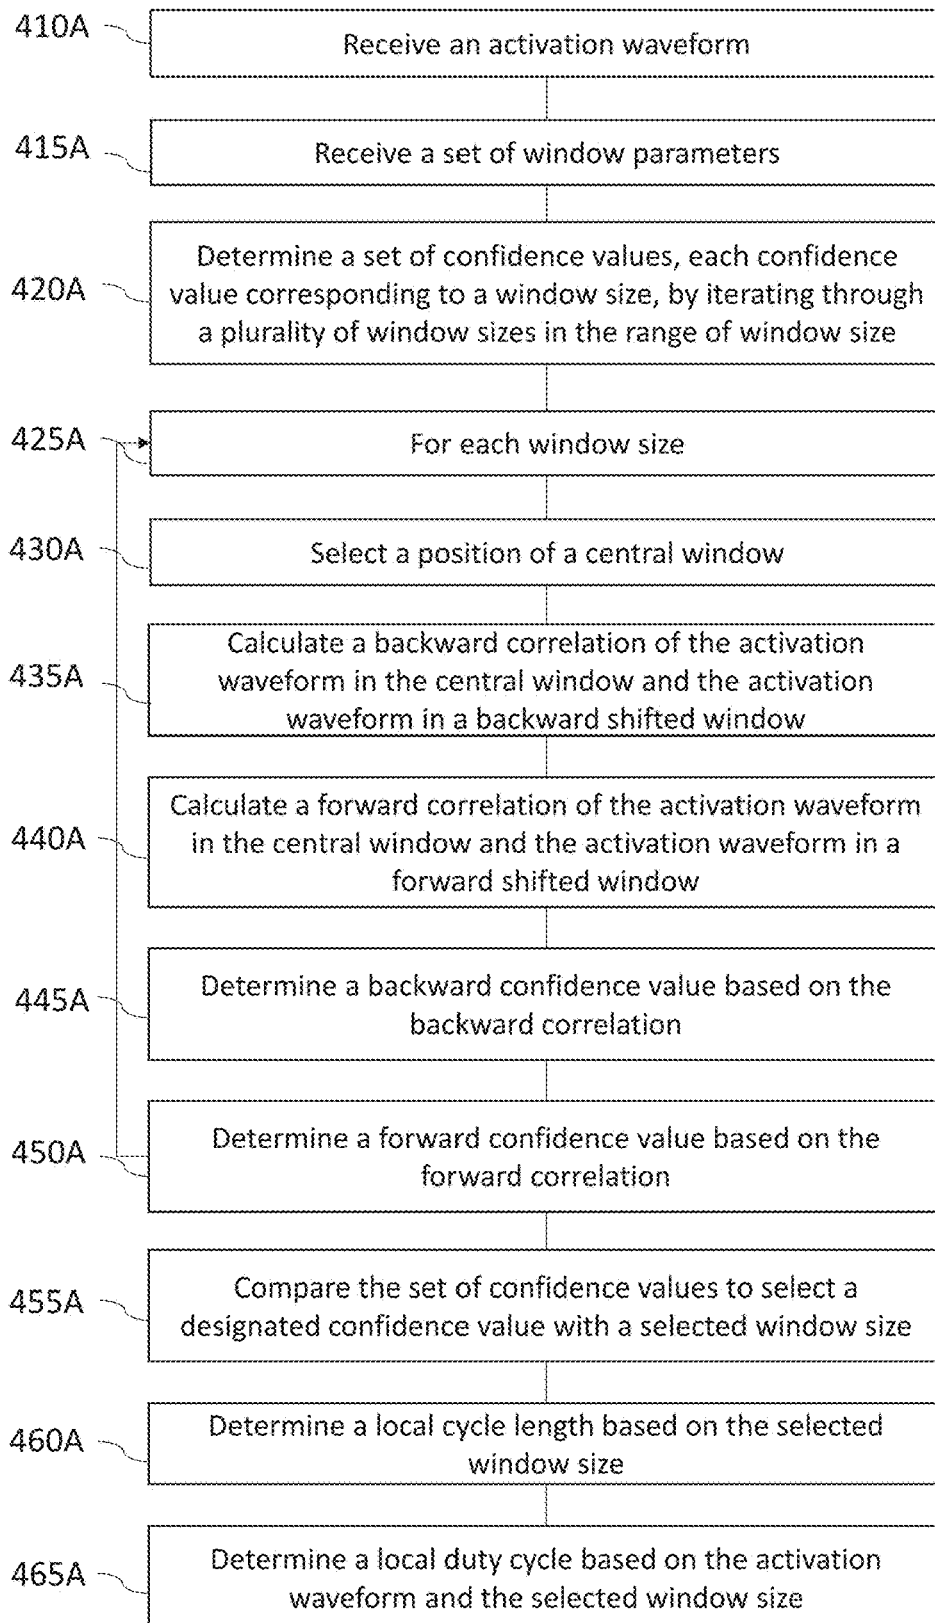 410A
Receive an activation waveform
415A
Receive a set of window parameters
420A
Determine a set of confidence values, each confidence
value corresponding to a window size, by iterating through
a plurality of window sizes in the range of window size
425A
For each window size
430A
Select a position of a central window
435A
Calculate a backward correlation of the activation
waveform in the central window and the activation
waveform in a backward shifted window
440A
Calculate a forward correlation of the activation waveform
in the central window and the activation waveform in a
forward shifted window
445A
Determine a backward confidence value based on the
backward correlation
450A
Determine a forward confidence value based on the
forward correlation
455A
Compare the set of confidence values to select a
designated confidence value with a selected window size
460A
Determine a local cycle length based on the selected
window size
465A
Determine a local duty cycle based on the activation
waveform and the selected window size